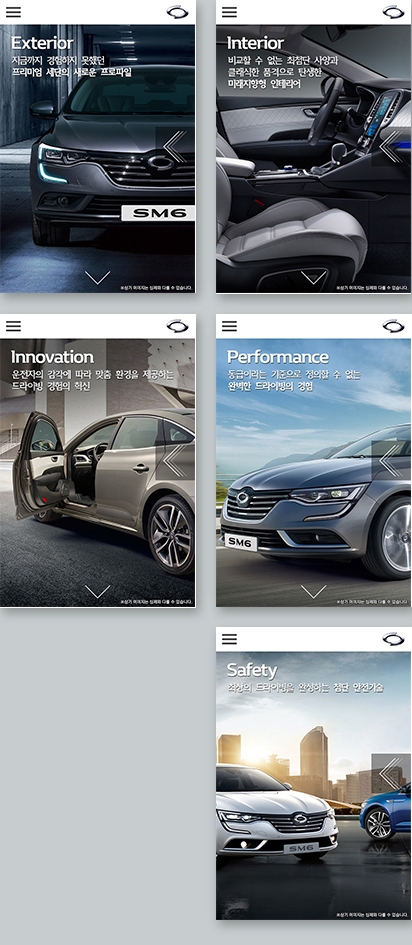 Exterior
지금까지 경험하지 못했던
프리미엄 세단의 새로운 프로파일
SM6
※상기 이미지는 실제와 다를 수 있습니다.
Interior
비교할 수 없는 최첨단 사양과
클래식한 품격으로 탄생한
미래지향형 인테리어
※상기 이미지는 실제와 다를 수 있습니다.
Innovation
운전자의 감각에 따라 맞춤 환경을 제공하는
드라이빙 경험의 혁신
※상기 이미지는 실제와 다를 수 있습니다.
Performance
동급이라는 기준으로 정의할 수 없는
완벽한 드라이빙의 경험
SM6
※상기 이미지는 실제와 다를 수 있습니다.
Safety
최상의 드라이빙을 완성하는 첨단 안전기술
SM6
※상기 이미지는 실제와 다를 수 있습니다.